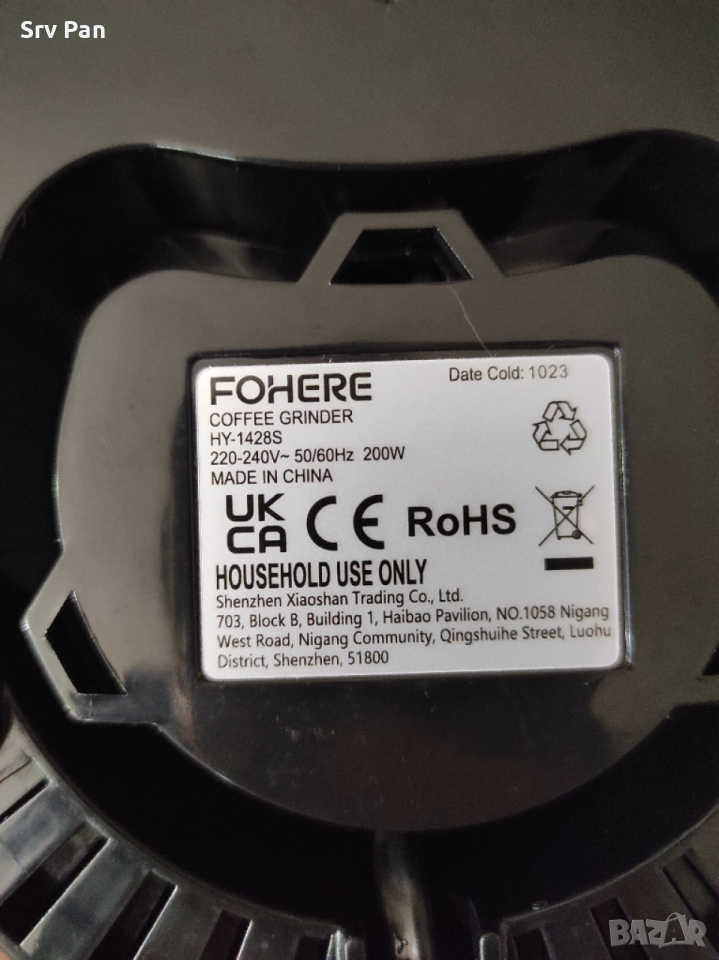 Srv Pan
FOHERE
Date Cold: 1023
COFFEE GRINDER
HY-1428S
220-240V~ 50/60Hz 200W
MADE IN CHINA
UK
CA CE RoHS
HOUSEHOLD USE ONLY
Shenzhen Xiaoshan Trading Co., Ltd.
703, Block B, Building 1, Haibao Pavilion, NO.1058 Nigang
West Road, Nigang Community, Qingshuihe Street, Luohu
District, Shenzhen, 51800
BAZAR